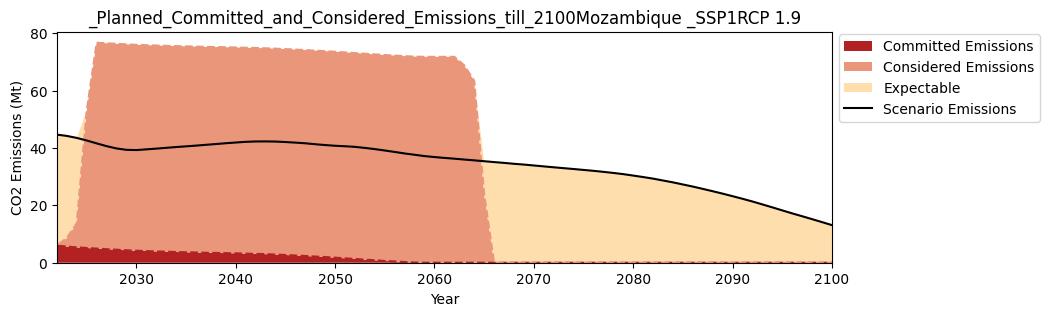 _Planned_Committed_and_Considered_Emissions_till_2100Mozambique _SSP1RCP 1.9
CO2 Emissions (Mt)
80
60
40
20
0
2030 2040 2050 2060 2070 2080 2090 2100
Year
Committed Emissions
Considered Emissions
Expectable
Scenario Emissions